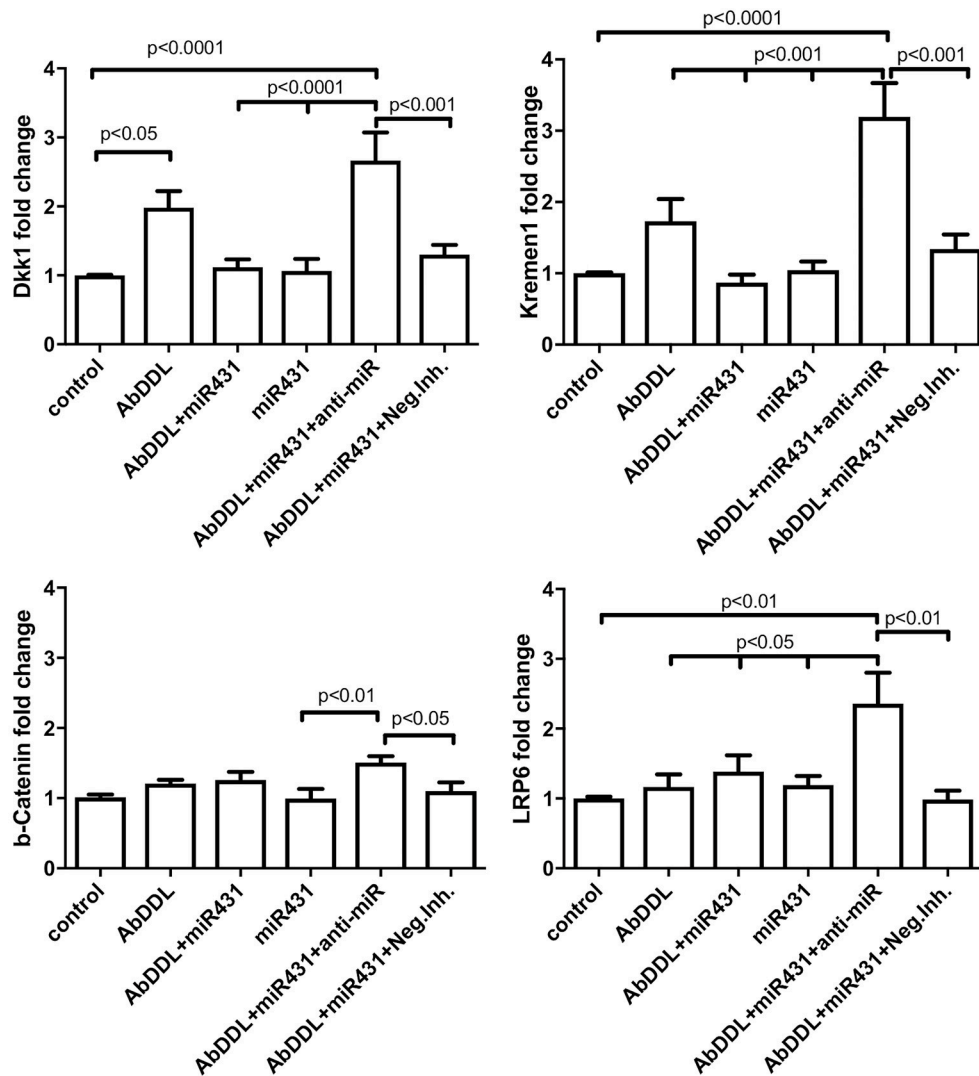 p<0.0001
p<0.0001
p<0.001
p<0.05
4
3
2
1
0
Dkk1 fold change
control
AbDDL
AbDDL+miR431
miR431
AbDDL+miR431+anti-miR
AbDDL+miR431+Neg.Inh.
p<0.0001
p<0.001
p<0.001
4
3
2
1
0
Kremen1 fold change
control
AbDDL
AbDDL+miR431
miR431
AbDDL+miR431+anti-miR
AbDDL+miR431+Neg.Inh.
p<0.01
p<0.05
4
3
2
1
0
b-Catenin fold change
control
AbDDL
AbDDL+miR431
miR431
AbDDL+miR431+anti-miR
AbDDL+miR431+Neg.Inh.
p<0.01
p<0.01
p<0.05
4
3
2
1
0
LRP6 fold change
control
AbDDL
AbDDL+miR431
miR431
AbDDL+miR431+anti-miR
AbDDL+miR431+Neg.Inh.